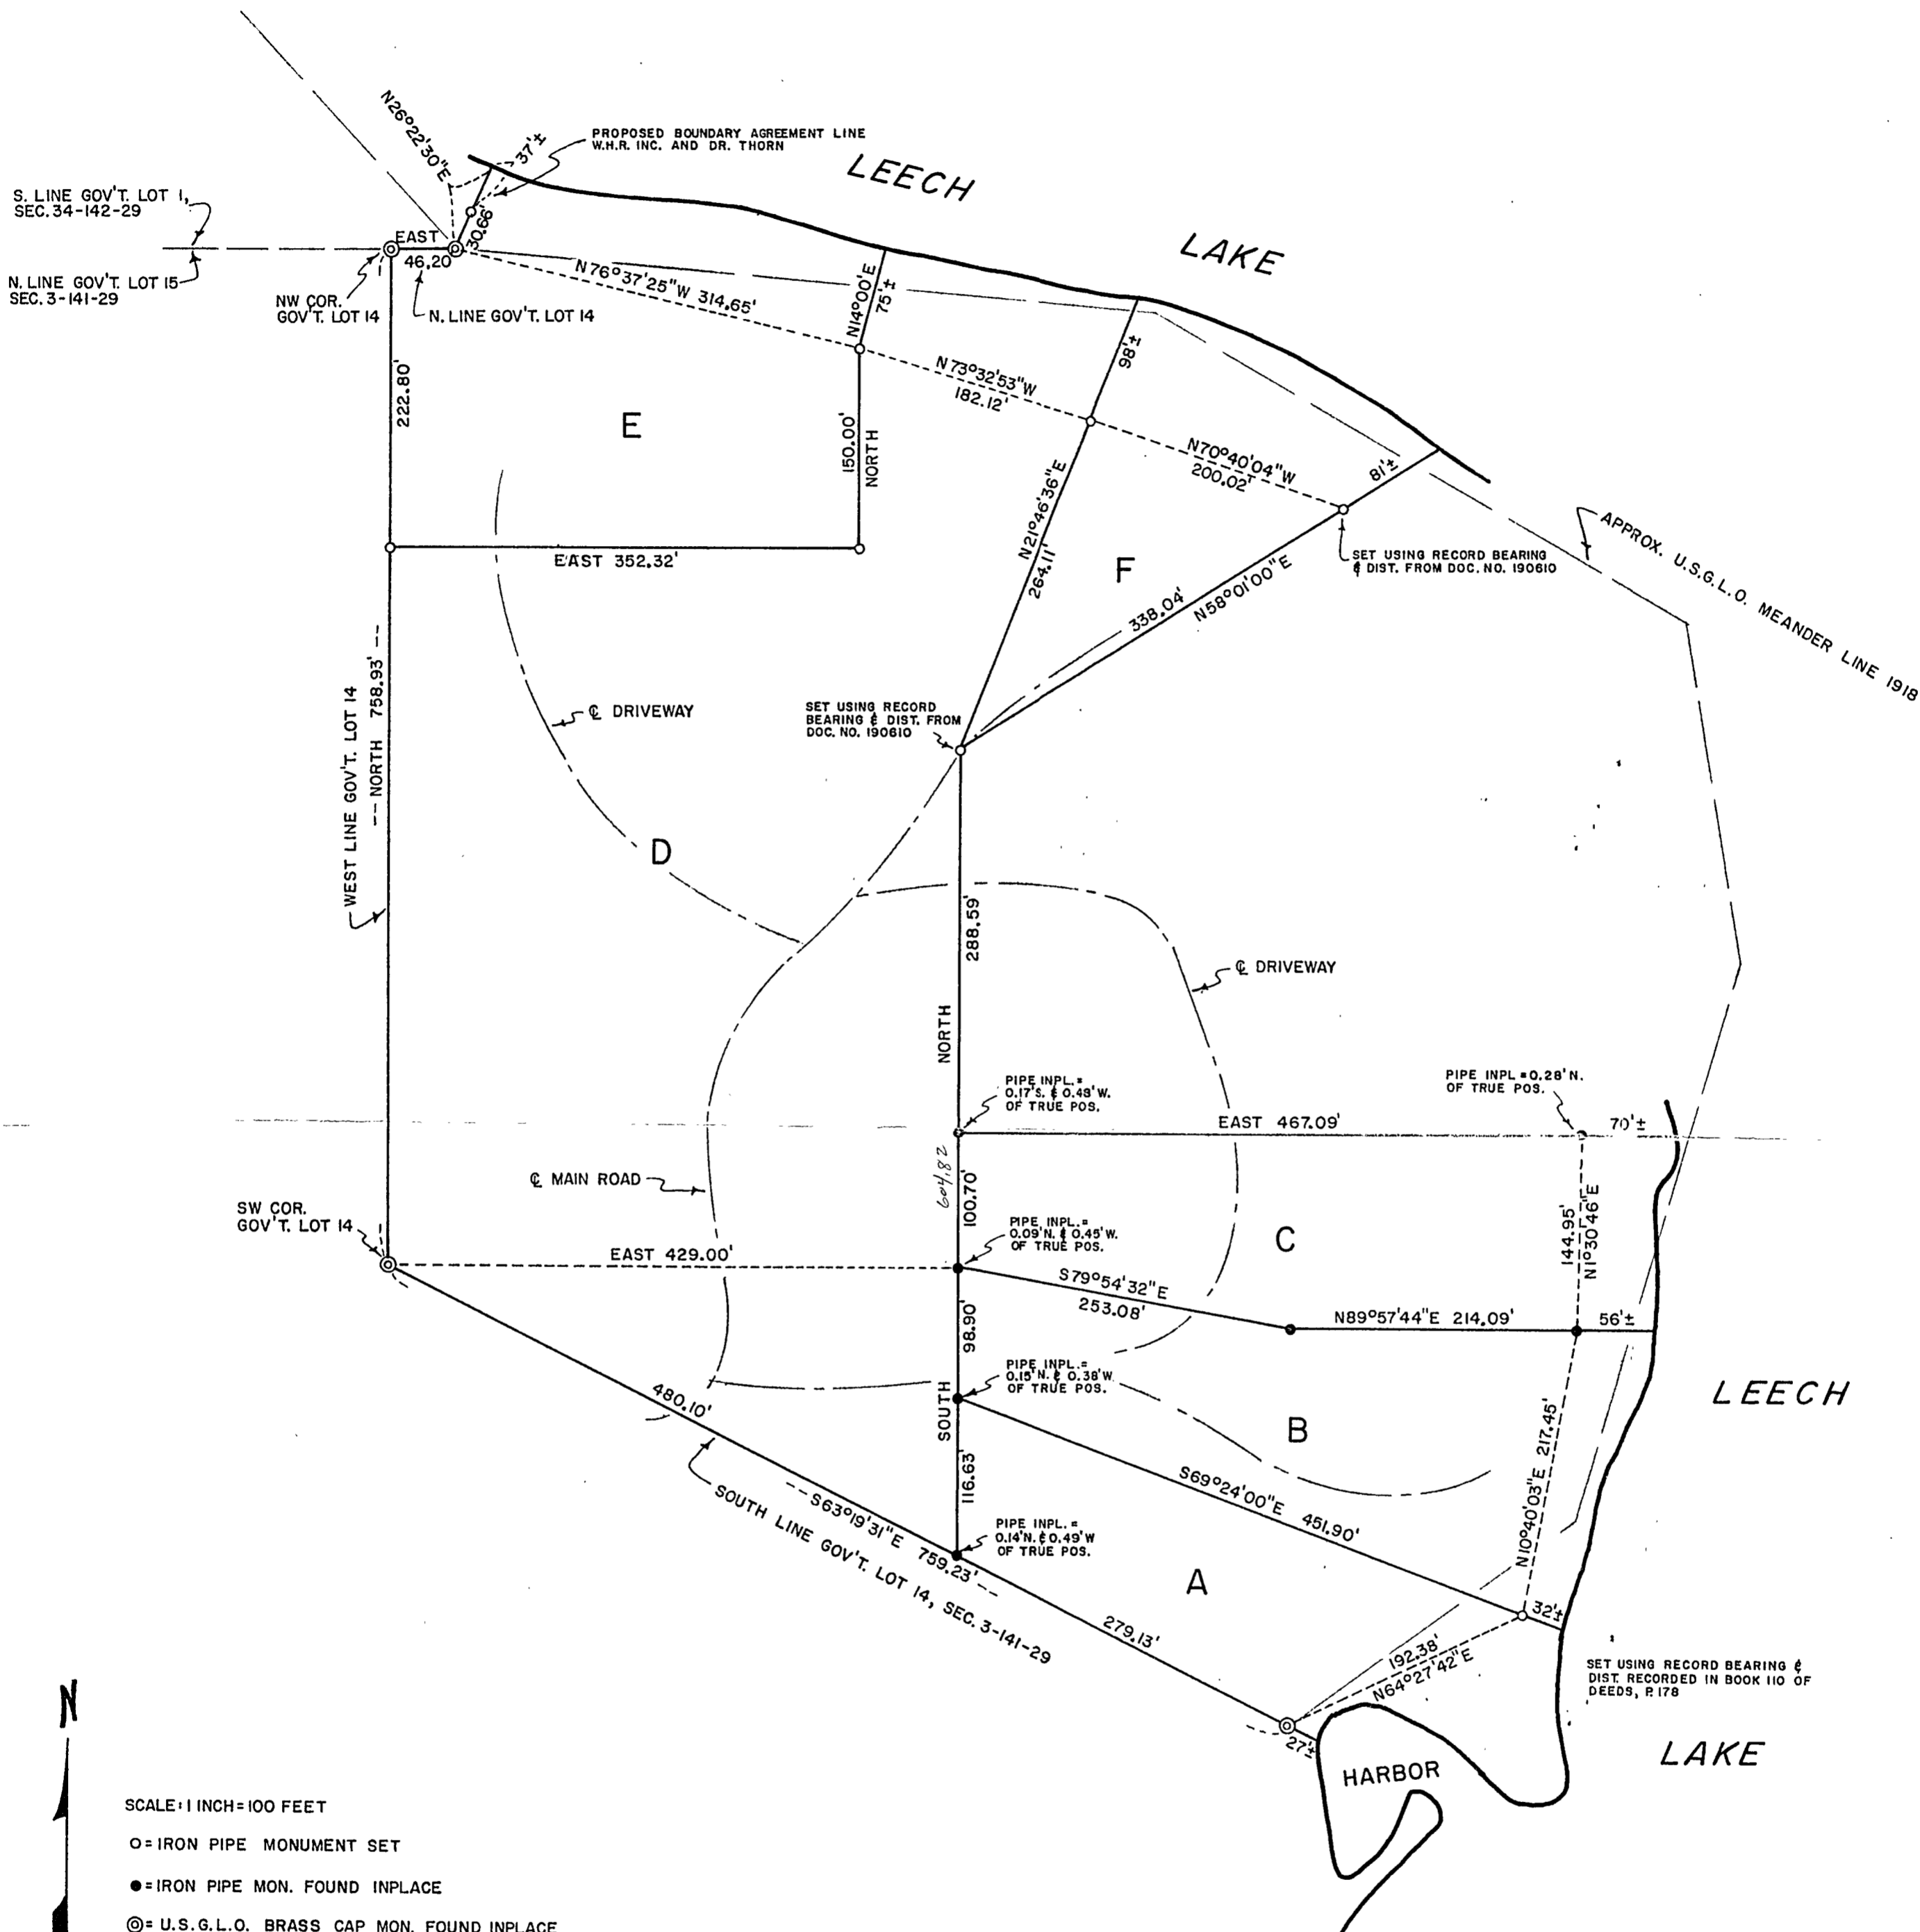 N26°22'30"E
37'±
PROPOSED BOUNDARY AGREEMENT LINE
W.H.R. INC. AND DR. THORN
LEECH
LAKE
S. LINE GOV'T. LOT 1,
SEC. 34-142-29
N. LINE GOV'T. LOT 15
SEC. 3-141-29
EAST
46.20
30.66'
NW COR.
GOV'T. LOT 14
N. LINE GOV'T. LOT 14
N76°37'25"W 314.65'
N14°00'E
75'±
98'±
N73°32'53"W
182.12'
N70°40'04"W
200.02'
81'±
222.80'
E
150.00'
NORTH
EAST 352.32'
N21°46'36"E
264.11'
F
338.04'
N58°01'00"E
SET USING RECORD BEARING
& DIST. FROM DOC. NO. 190610
APPROX. U.S.G.L.O. MEANDER LINE 1918
WEST LINE GOV'T. LOT 14
NORTH 758.93'
℄ DRIVEWAY
SET USING RECORD
BEARING & DIST. FROM
DOC. NO. 190610
D
288.59'
NORTH
℄ DRIVEWAY
PIPE INPL.=
0.17'S. & 0.48'W.
OF TRUE POS.
PIPE INPL =0.28' N.
OF TRUE POS.
EAST 467.09'
70'±
604.82
100.70'
℄ MAIN ROAD
SW COR.
GOV'T. LOT 14
PIPE INPL.=
0.09'N. & 0.45'W.
OF TRUE POS.
C
144.95'
N1°30'46"E
EAST 429.00'
S79°54'32"E
253.08'
N89°57'44"E 214.09'
56'±
98.90'
PIPE INPL.=
0.15'N. & 0.38'W.
OF TRUE POS.
LEECH
480.10'
SOUTH
B
N10°40'03"E 217.45'
116.63'
S69°24'00"E 451.90'
S63°19'31"E 759.23'
SOUTH LINE GOV'T. LOT 14, SEC. 3-141-29
PIPE INPL.=
0.14'N. & 0.49'W
OF TRUE POS.
A
32'±
279.13'
192.38'
N64°27'42"E
SET USING RECORD BEARING &
DIST. RECORDED IN BOOK 110 OF
DEEDS, P. 178
27'±
HARBOR
LAKE
N
SCALE: 1 INCH = 100 FEET
O= IRON PIPE MONUMENT SET
●= IRON PIPE MON. FOUND INPLACE
◎= U.S.G.L.O. BRASS CAP MON. FOUND INPLACE